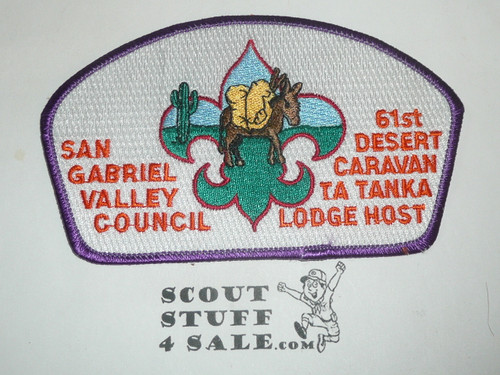 SAN
GABRIEL
VALLEY
COUNCIL
61st
DESERT
CARAVAN
TA TANKA
LODGE HOST
SCOUT
STUFF
4 SALE.COM